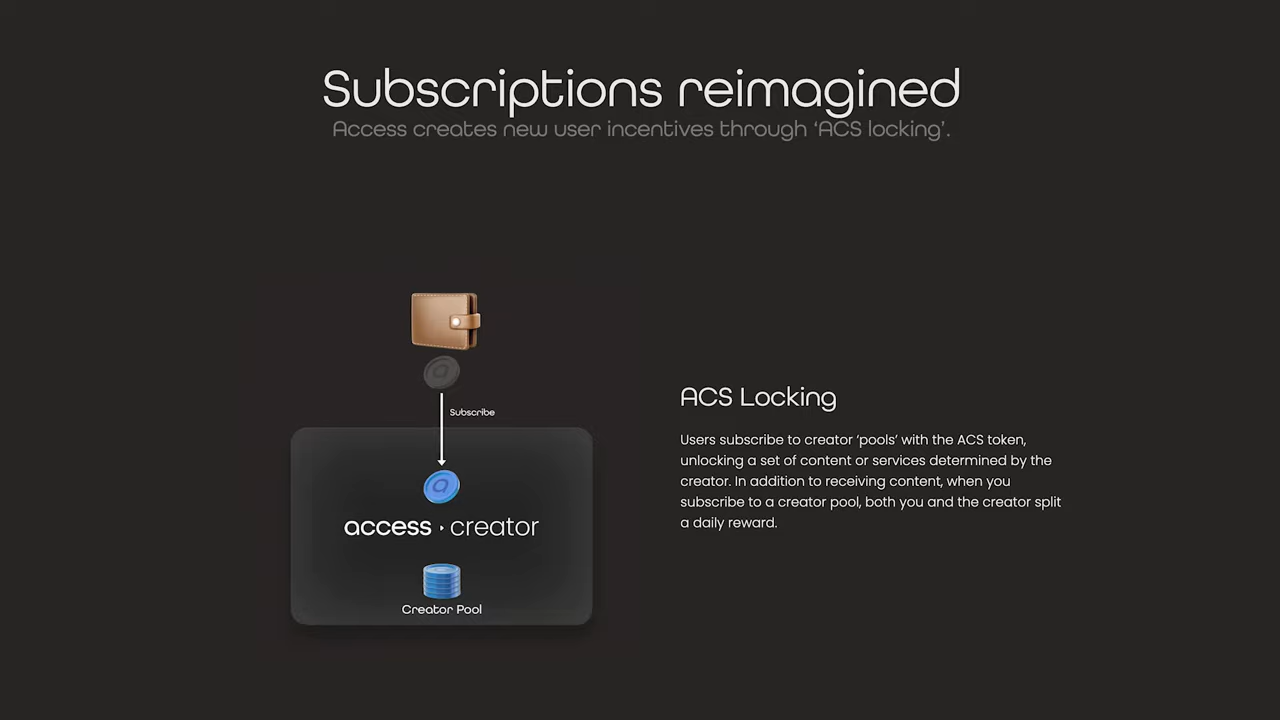 Subscriptions reimagined
Access creates new user incentives through ‘ACS locking’.
Subscribe
access · creator
Creator Pool
ACS Locking
Users subscribe to creator ‘pools’ with the ACS token,
unlocking a set of content or services determined by the
creator. In addition to receiving content, when you
subscribe to a creator pool, both you and the creator split
a daily reward.